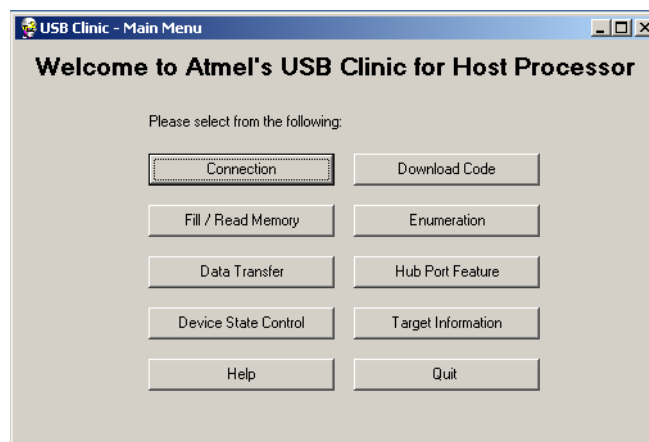 USB Clinic - Main Menu
Welcome to Atmel's USB Clinic for Host Processor
Please select from the following:
Connection
Download Code
Fill / Read Memory
Enumeration
Data Transfer
Hub Port Feature
Device State Control
Target Information
Help
Quit